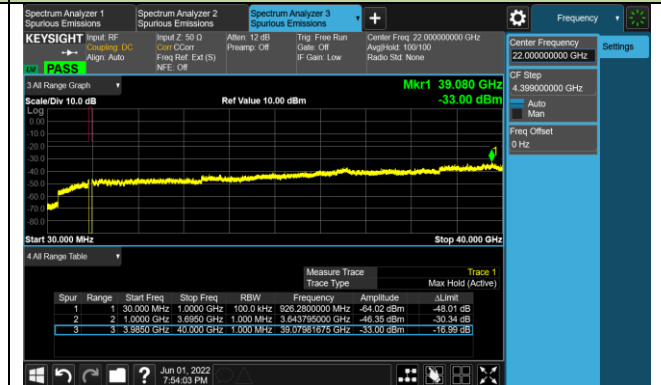 Spectrum Analyzer 1
Spurious Emissions
Spectrum Analyzer 2
Spurious Emissions
Spectrum Analyzer 3
Spurious Emissions
+
Frequency
KEYSIGHT
Input: RF
Coupling: DC
Align: Auto
Input Z: 50 Ω
Corr CCorr
Freq Ref: Ext (S)
NFE: Off
Atten: 12 dB
Preamp: Off
Trig: Free Run
Gate: Off
IF Gain: Low
Center Freq: 22.000000000 GHz
Avg|Hold: 100/100
Radio Std: None
LM PASS
Center Frequency
22.000000000 GHz
Settings
CF Step
4.399000000 GHz
Auto
Man
Freq Offset
0 Hz
3 All Range Graph
Mkr1 39.080 GHz
-33.00 dBm
Scale/Div 10.0 dB
Ref Value 10.00 dBm
Log
0.00
-10.0
-20.0
-30.0
-40.0
-50.0
-60.0
-70.0
-80.0
1
Start 30.000 MHz
Stop 40.000 GHz
4 All Range Table
Measure Trace Trace 1
Trace Type Max Hold (Active)
Spur Range Start Freq Stop Freq RBW Frequency Amplitude ΔLimit
1 1 30.000 MHz 1.0000 GHz 100.0 kHz 926.2800000 MHz -64.02 dBm -48.01 dB
2 2 1.0000 GHz 3.6950 GHz 1.000 MHz 3.643795000 GHz -46.35 dBm -30.34 dB
3 3 3.9850 GHz 40.000 GHz 1.000 MHz 39.07981675 GHz -33.00 dBm -16.99 dB
?
Jun 01, 2022
7:54:03 PM